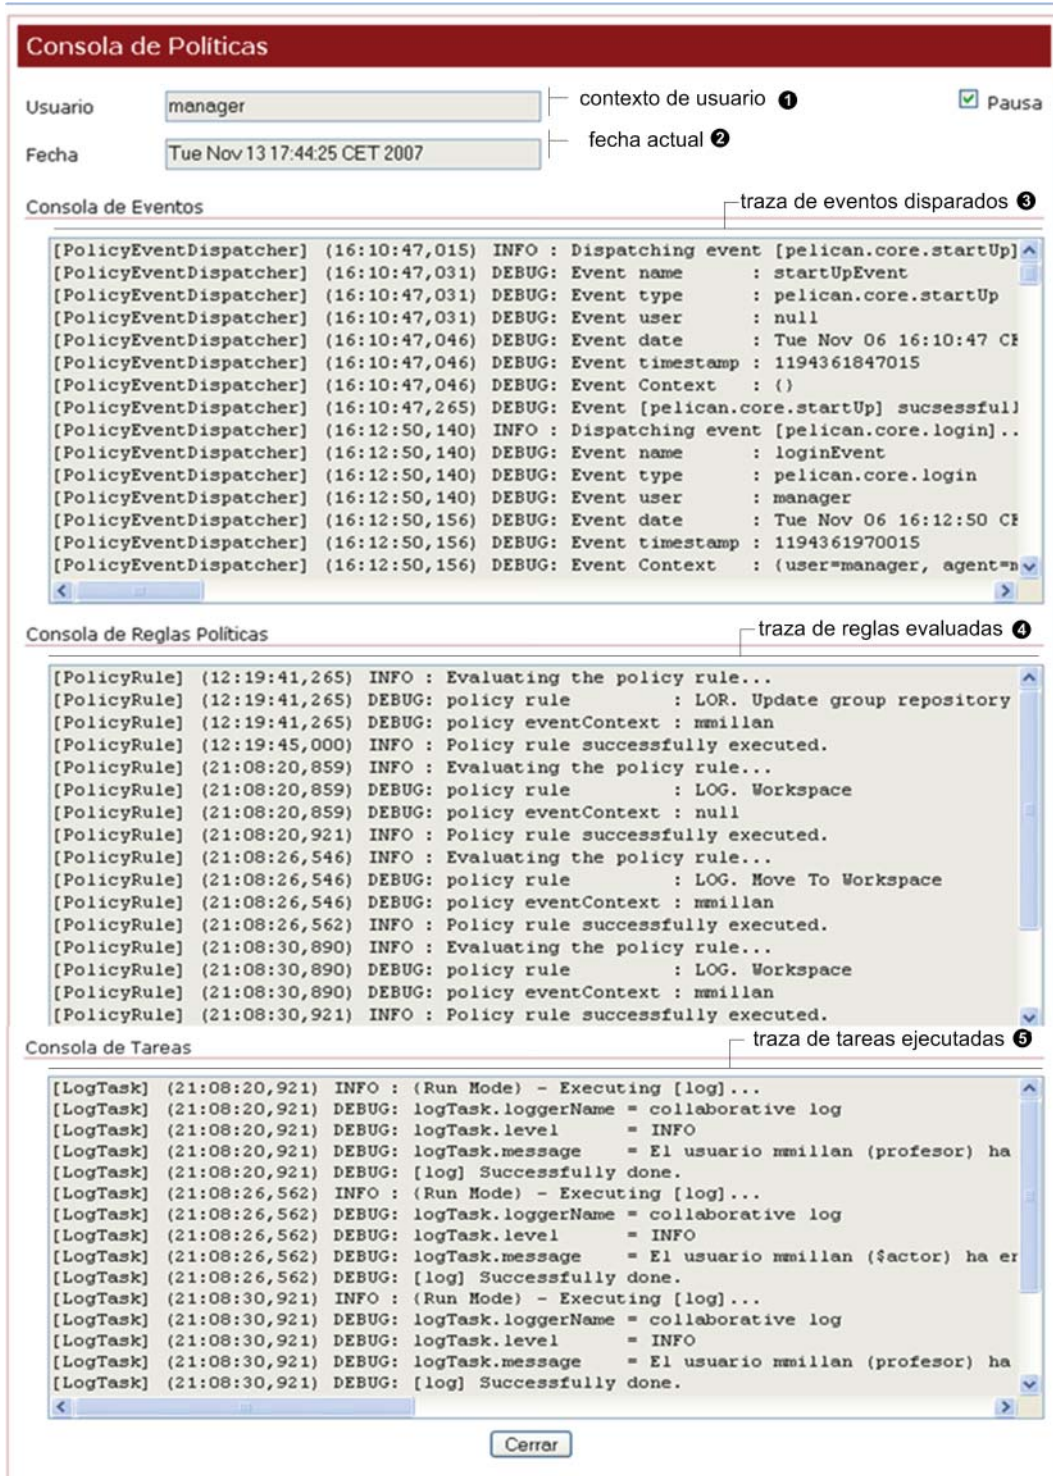 Consola de Políticas
Usuario manager contexto de usuario ❶ Pausa
Fecha Tue Nov 13 17:44:25 CET 2007 fecha actual ❷
Consola de Eventos traza de eventos disparados ❸
[PolicyEventDispatcher] (16:10:47,015) INFO : Dispatching event [pelican.core.startUp]
[PolicyEventDispatcher] (16:10:47,031) DEBUG: Event name : startUpEvent
[PolicyEventDispatcher] (16:10:47,031) DEBUG: Event type : pelican.core.startUp
[PolicyEventDispatcher] (16:10:47,031) DEBUG: Event user : null
[PolicyEventDispatcher] (16:10:47,046) DEBUG: Event date : Tue Nov 06 16:10:47
[PolicyEventDispatcher] (16:10:47,046) DEBUG: Event timestamp : 1194361847015
[PolicyEventDispatcher] (16:10:47,046) DEBUG: Event Context : ()
[PolicyEventDispatcher] (16:10:47,265) DEBUG: Event [pelican.core.startUp] sucsessfull
[PolicyEventDispatcher] (16:12:50,140) INFO : Dispatching event [pelican.core.login]..
[PolicyEventDispatcher] (16:12:50,140) DEBUG: Event name : loginEvent
[PolicyEventDispatcher] (16:12:50,140) DEBUG: Event type : pelican.core.login
[PolicyEventDispatcher] (16:12:50,140) DEBUG: Event user : manager
[PolicyEventDispatcher] (16:12:50,156) DEBUG: Event date : Tue Nov 06 16:12:50
[PolicyEventDispatcher] (16:12:50,156) DEBUG: Event timestamp : 1194361970015
[PolicyEventDispatcher] (16:12:50,156) DEBUG: Event Context : (user=manager, agent=m
Consola de Reglas Políticas traza de reglas evaluadas ❹
[PolicyRule] (12:19:41,265) INFO : Evaluating the policy rule...
[PolicyRule] (12:19:41,265) DEBUG: policy rule : LOR. Update group repository
[PolicyRule] (12:19:41,265) DEBUG: policy eventContext : mmillan
[PolicyRule] (12:19:45,000) INFO : Policy rule successfully executed.
[PolicyRule] (21:08:20,859) INFO : Evaluating the policy rule...
[PolicyRule] (21:08:20,859) DEBUG: policy rule : LOG. Workspace
[PolicyRule] (21:08:20,859) DEBUG: policy eventContext : null
[PolicyRule] (21:08:20,921) INFO : Policy rule successfully executed.
[PolicyRule] (21:08:26,546) INFO : Evaluating the policy rule...
[PolicyRule] (21:08:26,546) DEBUG: policy rule : LOG. Move To Workspace
[PolicyRule] (21:08:26,546) DEBUG: policy eventContext : mmillan
[PolicyRule] (21:08:26,562) INFO : Policy rule successfully executed.
[PolicyRule] (21:08:30,890) INFO : Evaluating the policy rule...
[PolicyRule] (21:08:30,890) DEBUG: policy rule : LOG. Workspace
[PolicyRule] (21:08:30,890) DEBUG: policy eventContext : mmillan
[PolicyRule] (21:08:30,921) INFO : Policy rule successfully executed.
Consola de Tareas traza de tareas ejecutadas ❺
[LogTask] (21:08:20,921) INFO : (Run Mode) - Executing [log]...
[LogTask] (21:08:20,921) DEBUG: logTask.loggerName = collaborative log
[LogTask] (21:08:20,921) DEBUG: logTask.level = INFO
[LogTask] (21:08:20,921) DEBUG: logTask.message = El usuario mmillan (profesor) ha
[LogTask] (21:08:20,921) DEBUG: [log] Successfully done.
[LogTask] (21:08:26,562) INFO : (Run Mode) - Executing [log]...
[LogTask] (21:08:26,562) DEBUG: logTask.loggerName = collaborative log
[LogTask] (21:08:26,562) DEBUG: logTask.level = INFO
[LogTask] (21:08:26,562) DEBUG: logTask.message = El usuario mmillan ($actor) ha er
[LogTask] (21:08:26,562) DEBUG: [log] Successfully done.
[LogTask] (21:08:30,921) INFO : (Run Mode) - Executing [log]...
[LogTask] (21:08:30,921) DEBUG: logTask.loggerName = collaborative log
[LogTask] (21:08:30,921) DEBUG: logTask.level = INFO
[LogTask] (21:08:30,921) DEBUG: logTask.message = El usuario mmillan (profesor) ha
[LogTask] (21:08:30,921) DEBUG: [log] Successfully done.
Cerrar